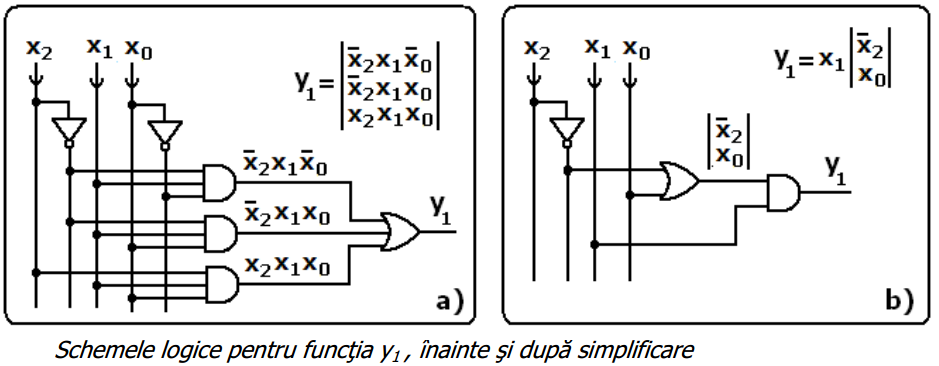 x₂ x₁ x₀
y₁ = | x̄₂x₁x̄₀
x̄₂x₁x₀
x₂x₁x₀ |
x̄₂x₁x̄₀
x̄₂x₁x₀
x₂x₁x₀
y₁
a)
x₂ x₁ x₀
y₁ = x₁ | x̄₂
x₀ |
| x̄₂
x₀ |
y₁
b)
Schemele logice pentru funcţia y₁ , înainte şi după simplificare